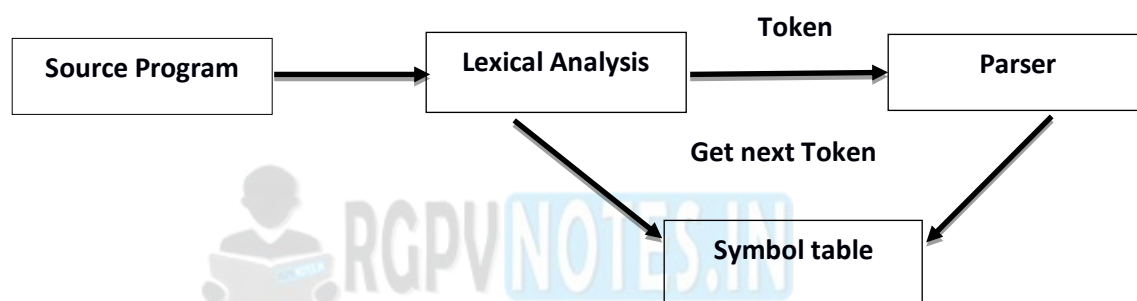 Token
Source Program
Lexical Analysis
Parser
Get next Token
RGPVNOTES.IN
Symbol table